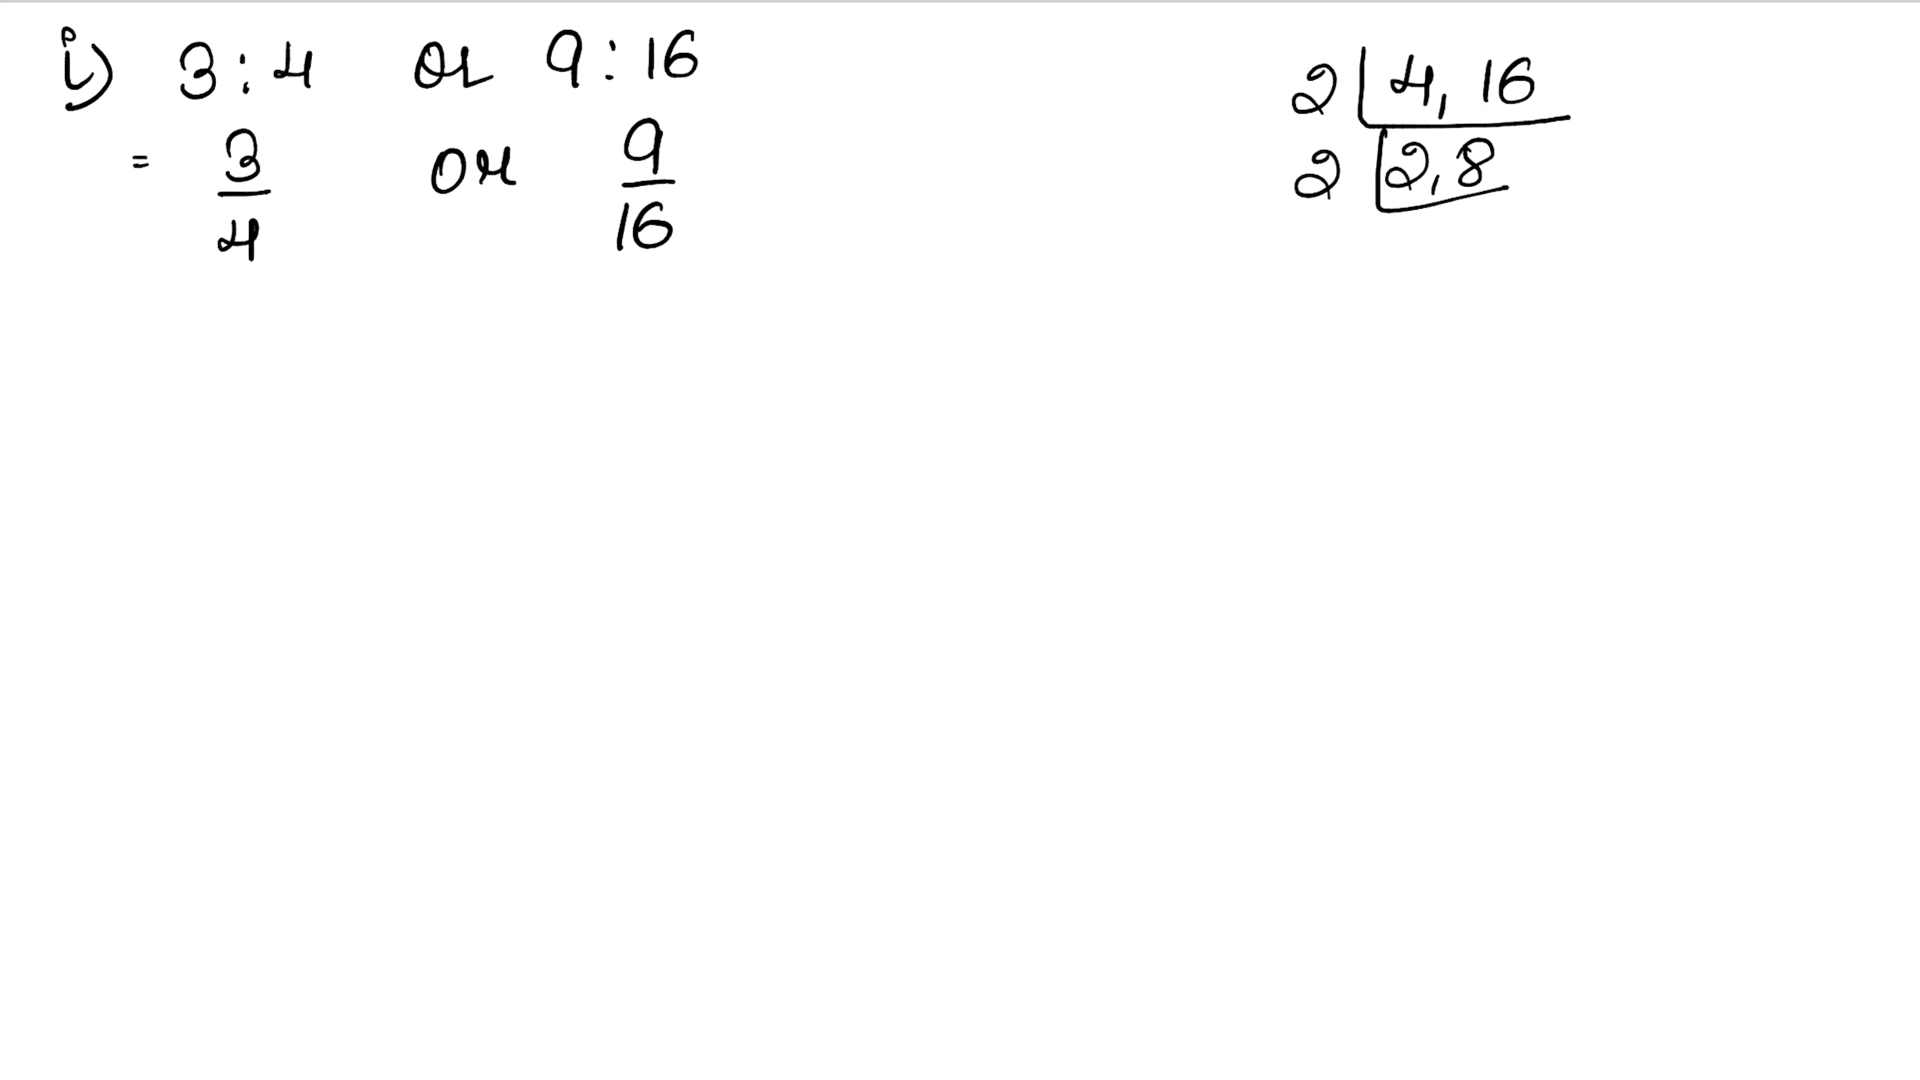 i) 3:4 or 9:16
= 3/4 or 9/16
2 | 4, 16
2 | 2, 8